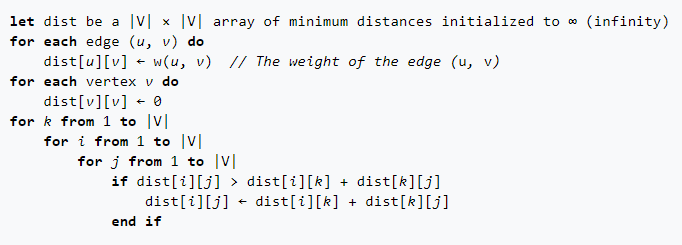 let dist be a |V| × |V| array of minimum distances initialized to ∞ (infinity)
for each edge (u, v) do
    dist[u][v] ← w(u, v)  // The weight of the edge (u, v)
for each vertex v do
    dist[v][v] ← 0
for k from 1 to |V|
    for i from 1 to |V|
        for j from 1 to |V|
            if dist[i][j] > dist[i][k] + dist[k][j]
                dist[i][j] ← dist[i][k] + dist[k][j]
            end if